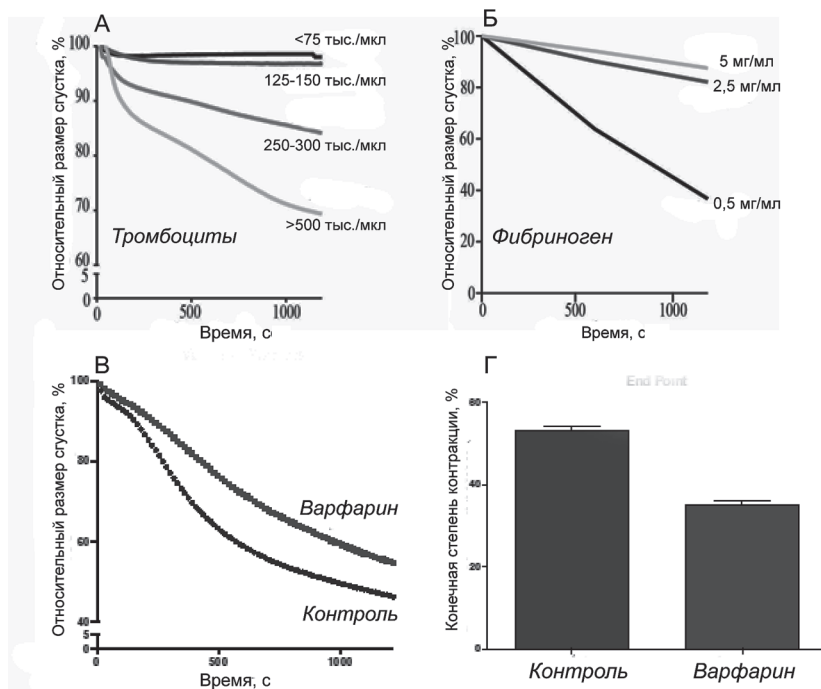 А
Относительный размер сгустка, %
100
90
80
70
60
5
0
<75 тыс./мкл
125-150 тыс./мкл
250-300 тыс./мкл
>500 тыс./мкл
Тромбоциты
0
500
1000
Время, с
Б
Относительный размер сгустка, %
100
80
60
40
20
0
5 мг/мл
2,5 мг/мл
0,5 мг/мл
Фибриноген
0
500
1000
Время, с
В
Относительный размер сгустка, %
100
80
60
40
5
0
Варфарин
Контроль
0
500
1000
Время, с
Г
End Point
Конечная степень контракции, %
60
40
20
0
Контроль
Варфарин